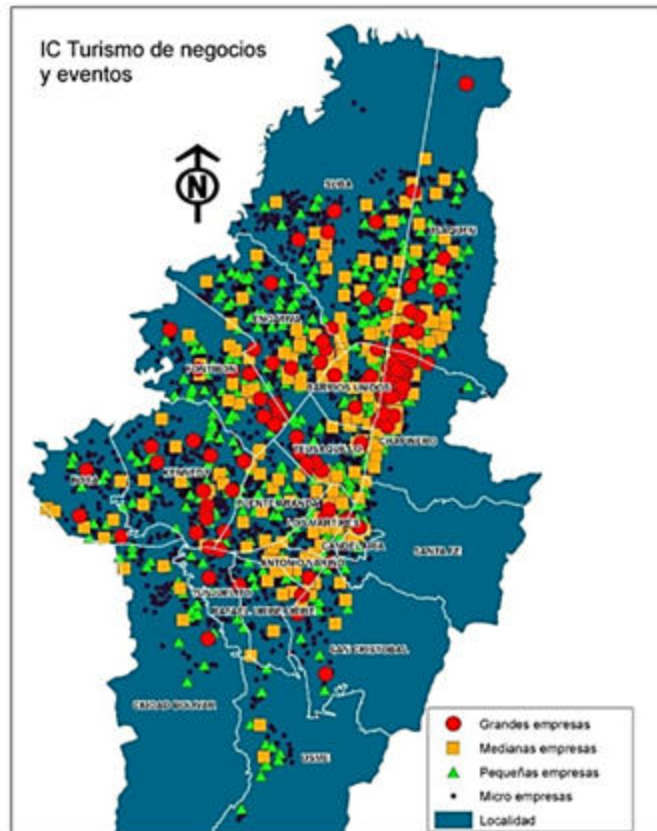 IC Turismo de negocios
y eventos
N
SUBA
USAQUEN
ENGATIVA
FONTIBON
BARRIOS UNIDOS
CHAPINERO
TEUSAQUILLO
KENNEDY
BOSA
PUENTE ARANDA
LOS MARTIRES
CANDELARIA
SANTA FE
ANTONIO NARIÑO
TUNJUELITO
RAFAEL URIBE URIBE
SAN CRISTOBAL
CIUDAD BOLIVAR
USME
Grandes empresas
Medianas empresas
Pequeñas empresas
Micro empresas
Localidad